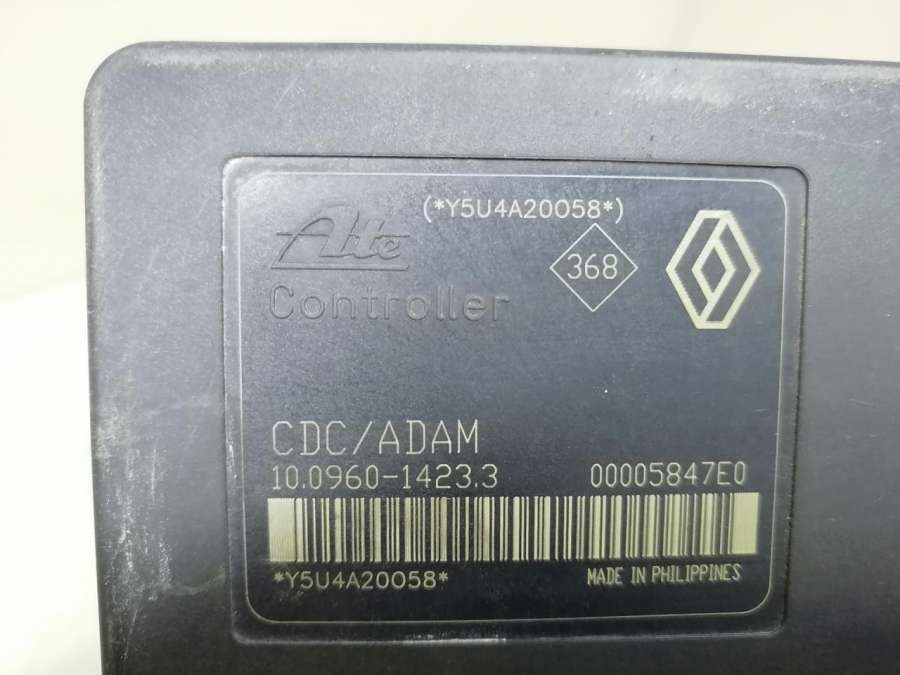 (*Y5U4A20058*)
Ate
368
Controller
CDC/ADAM
10.0960-1423.3 00005847E0
*Y5U4A20058*
MADE IN PHILIPPINES